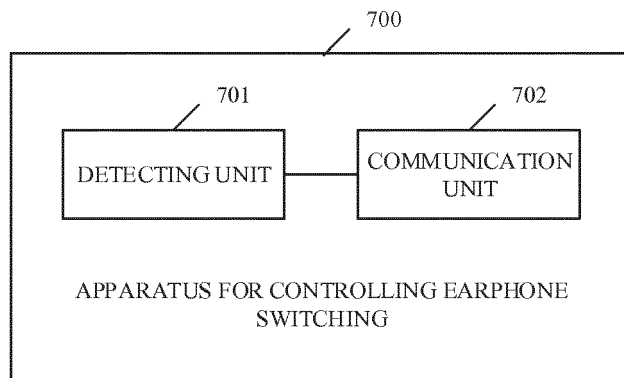 700
701
702
DETECTING UNIT
COMMUNICATION
UNIT
APPARATUS FOR CONTROLLING EARPHONE
SWITCHING